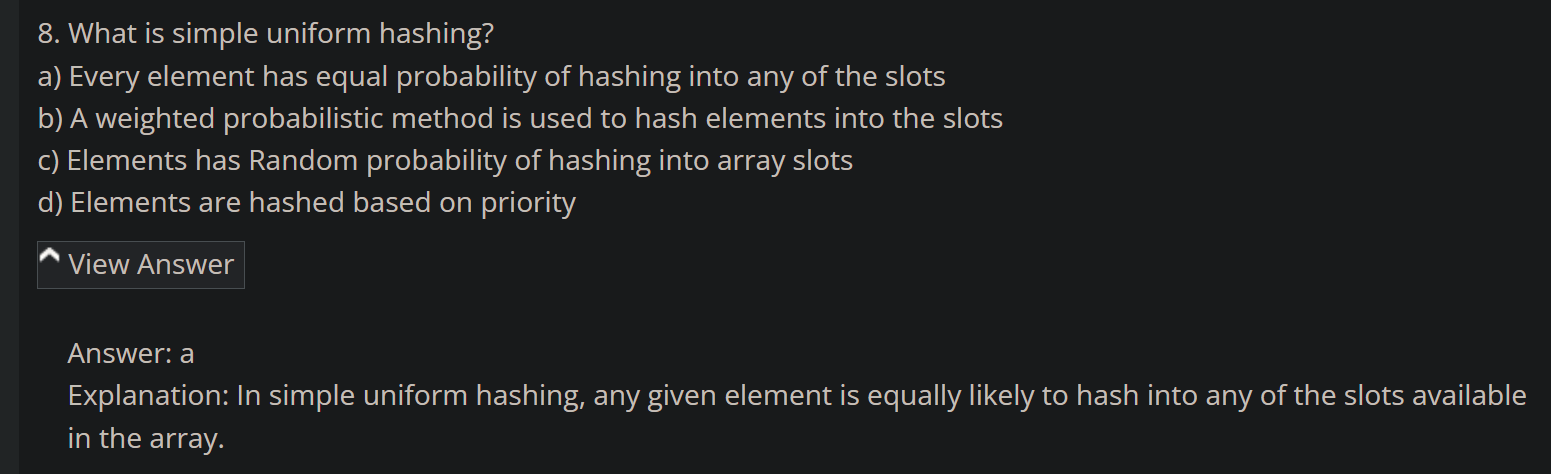 8. What is simple uniform hashing?
a) Every element has equal probability of hashing into any of the slots
b) A weighted probabilistic method is used to hash elements into the slots
c) Elements has Random probability of hashing into array slots
d) Elements are hashed based on priority
View Answer
Answer: a
Explanation: In simple uniform hashing, any given element is equally likely to hash into any of the slots available
in the array.